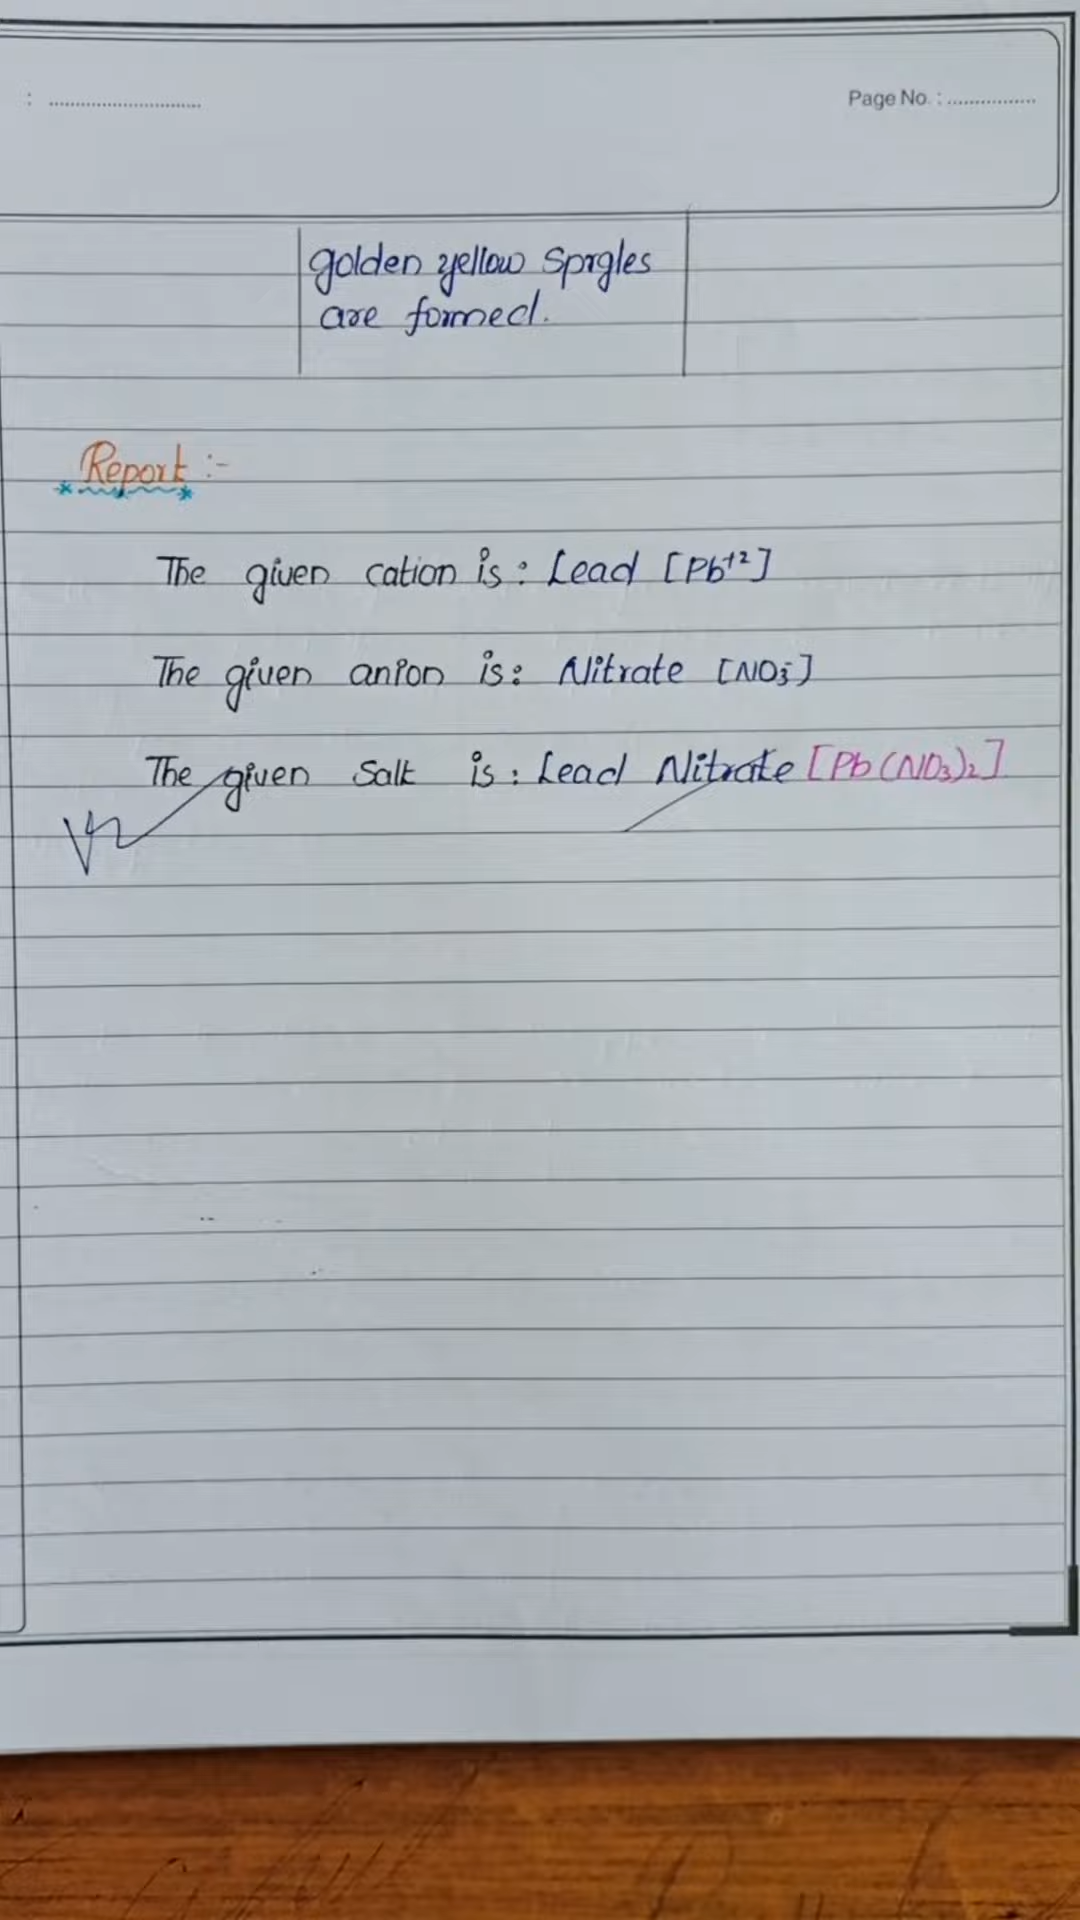 : ............................
Page No. : ................
golden yellow Sprgles
are formed.
Report :-
The given cation is : Lead [Pb⁺²]
The given anion is : Nitrate [NO₃⁻]
The given Salt is : Lead Nitrate [Pb(NO₃)₂]